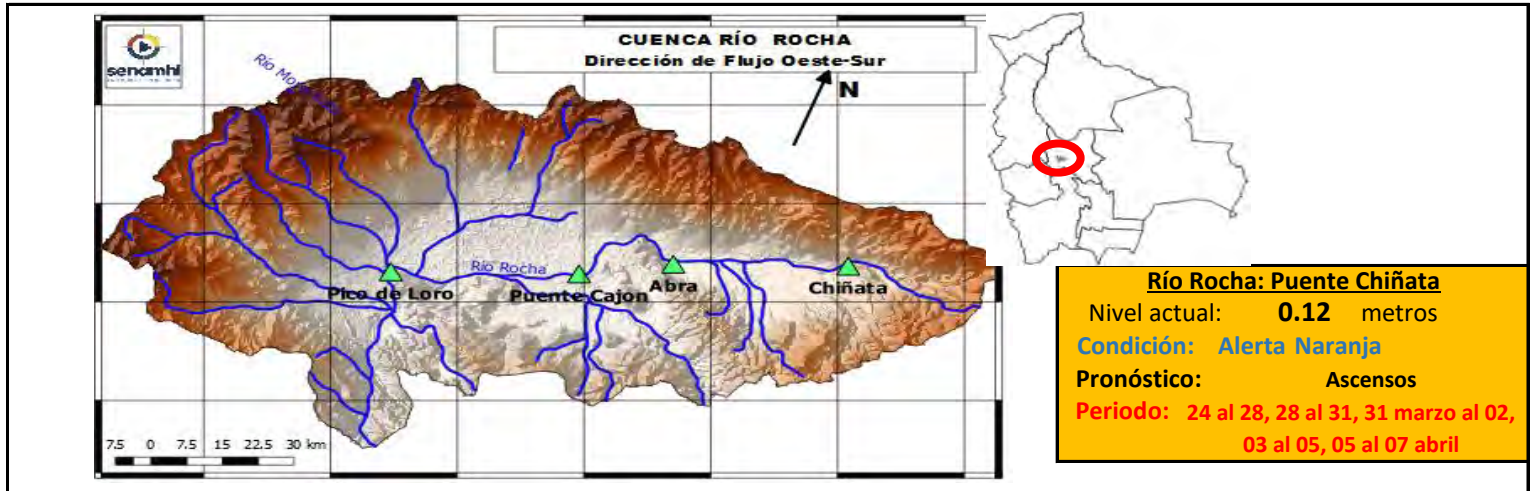 senamhi
CUENCA RÍO ROCHA
Dirección de Flujo Oeste-Sur
N
Río Rocha
Pico de Loro
Puente Cajon
Abra
Chiñata
7.5 0 7.5 15 22.5 30 km
Río Rocha: Puente Chiñata
Nivel actual: 0.12 metros
Condición: Alerta Naranja
Pronóstico: Ascensos
Periodo: 24 al 28, 28 al 31, 31 marzo al 02,
03 al 05, 05 al 07 abril